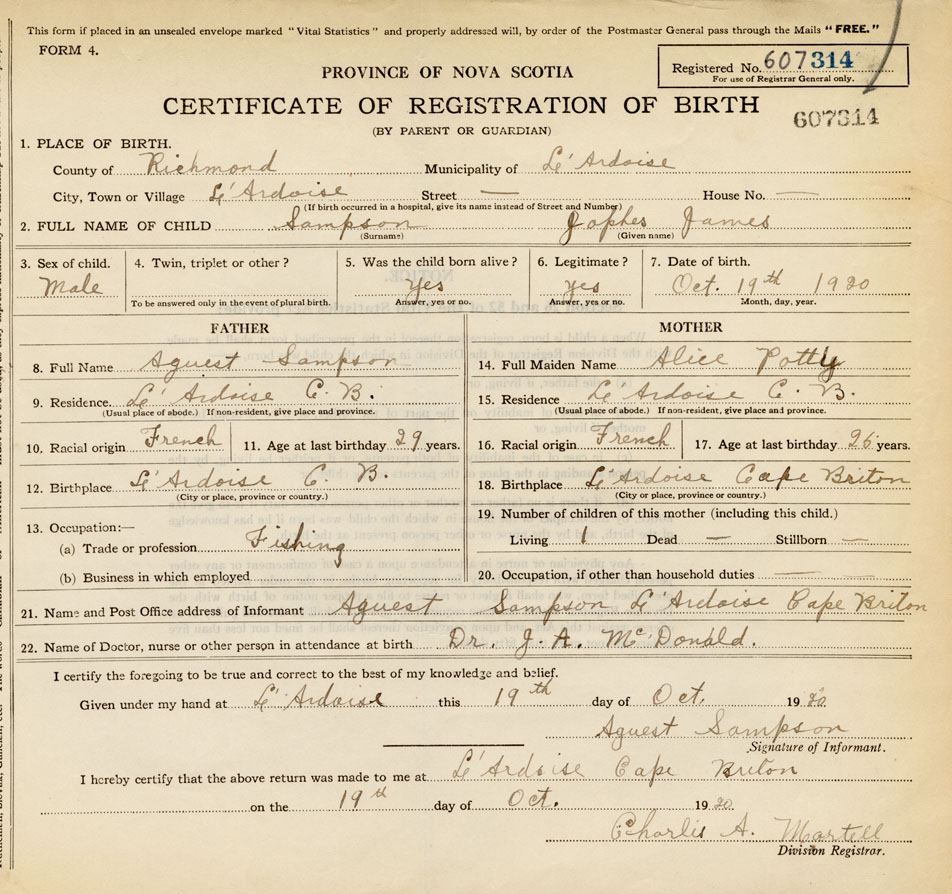 This form if placed in an unsealed envelope marked "Vital Statistics" and properly addressed will, by order of the Postmaster General pass through the Mails "FREE."
FORM 4.
Registered No. 607314
For use of Registrar General only.
PROVINCE OF NOVA SCOTIA
CERTIFICATE OF REGISTRATION OF BIRTH
607314
(BY PARENT OR GUARDIAN)
1. PLACE OF BIRTH.
County of Richmond Municipality of L'Ardoise
City, Town or Village L'Ardoise Street — House No. —
(If birth occurred in a hospital, give its name instead of Street and Number)
2. FULL NAME OF CHILD Sampson Japhes James
(Surname) (Given name)
3. Sex of child. 4. Twin, triplet or other? 5. Was the child born alive? 6. Legitimate? 7. Date of birth.
Male Yes Yes Oct. 19th 1920
To be answered only in the event of plural birth. Answer, yes or no. Answer, yes or no. Month, day, year.
FATHER MOTHER
8. Full Name Aguest Sampson 14. Full Maiden Name Alice Potty
9. Residence. L'Ardoise C. B. 15. Residence L'Ardoise C. B.
(Usual place of abode.) If non-resident, give place and province. (Usual place of abode.) If non-resident, give place and province.
10. Racial origin French 11. Age at last birthday 29 years. 16. Racial origin French 17. Age at last birthday 26 years.
12. Birthplace L'Ardoise C. B. 18. Birthplace L'Ardoise Cape Briton
(City or place, province or country.) (City or place, province or country.)
13. Occupation:— 19. Number of children of this mother (including this child.)
(a) Trade or profession Fishing Living 1 Dead — Stillborn —
(b) Business in which employed 20. Occupation, if other than household duties —
21. Name and Post Office address of Informant Aguest Sampson L'Ardoise Cape Briton
22. Name of Doctor, nurse or other person in attendance at birth Dr. J. A. McDonald.
I certify the foregoing to be true and correct to the best of my knowledge and belief.
Given under my hand at L'Ardoise this 19th day of Oct. 1920
Aguest Sampson
Signature of Informant.
I hereby certify that the above return was made to me at L'Ardoise Cape Briton
on the 19th day of Oct. 1920
Charlis A. Martell
Division Registrar.